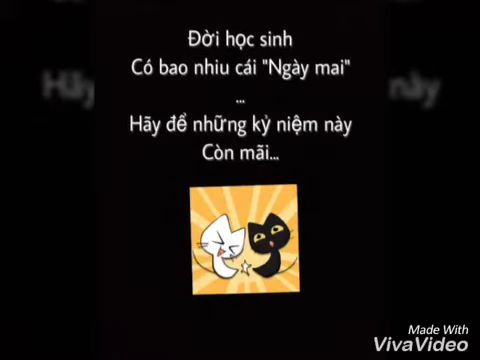 Đời học sinh
Có bao nhiu cái "Ngày mai"
...
Hãy để những kỷ niệm này
Còn mãi...
Made With
VivaVideo